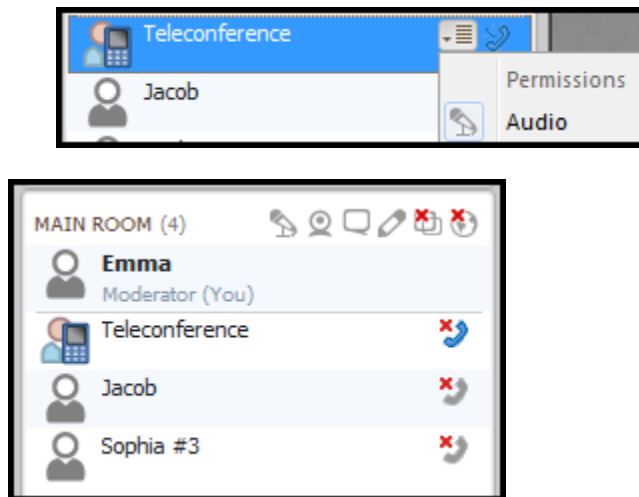 Teleconference
Jacob
Permissions
Audio
MAIN ROOM (4)
Emma
Moderator (You)
Teleconference
Jacob
Sophia #3